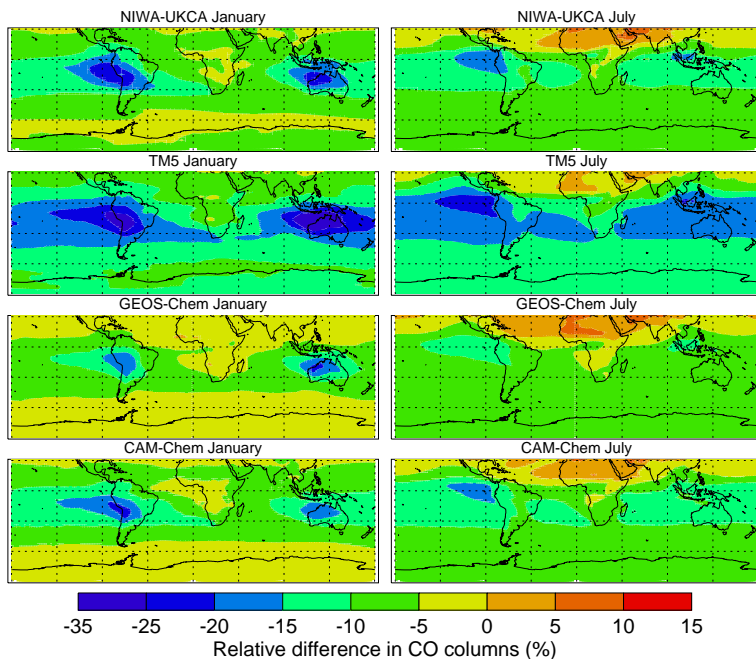 NIWA-UKCA January
NIWA-UKCA July
TM5 January
TM5 July
GEOS-Chem January
GEOS-Chem July
CAM-Chem January
CAM-Chem July
-35 -25 -20 -15 -10 -5 0 5 10 15
Relative difference in CO columns (%)